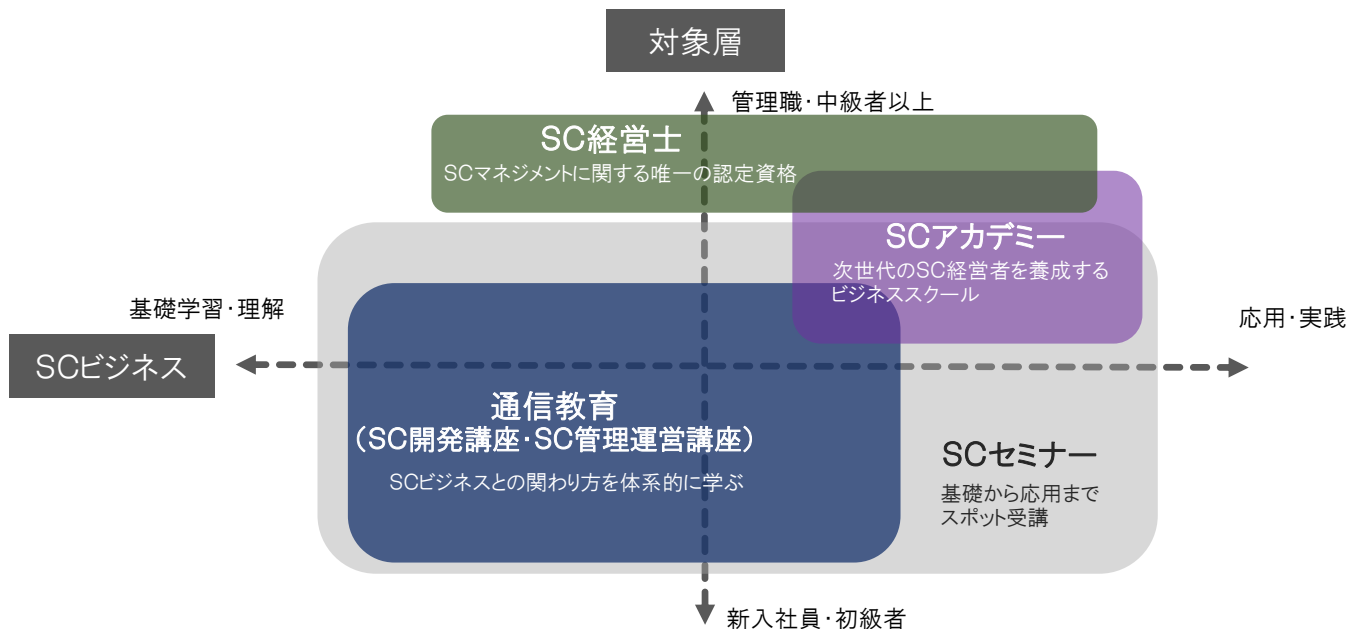 対象層
管理職・中級者以上
SC経営士
SCマネジメントに関する唯一の認定資格
SCアカデミー
次世代のSC経営者を養成する
ビジネススクール
基礎学習・理解
応用・実践
SCビジネス
通信教育
（SC開発講座・SC管理運営講座）
SCビジネスとの関わり方を体系的に学ぶ
SCセミナー
基礎から応用まで
スポット受講
新入社員・初級者